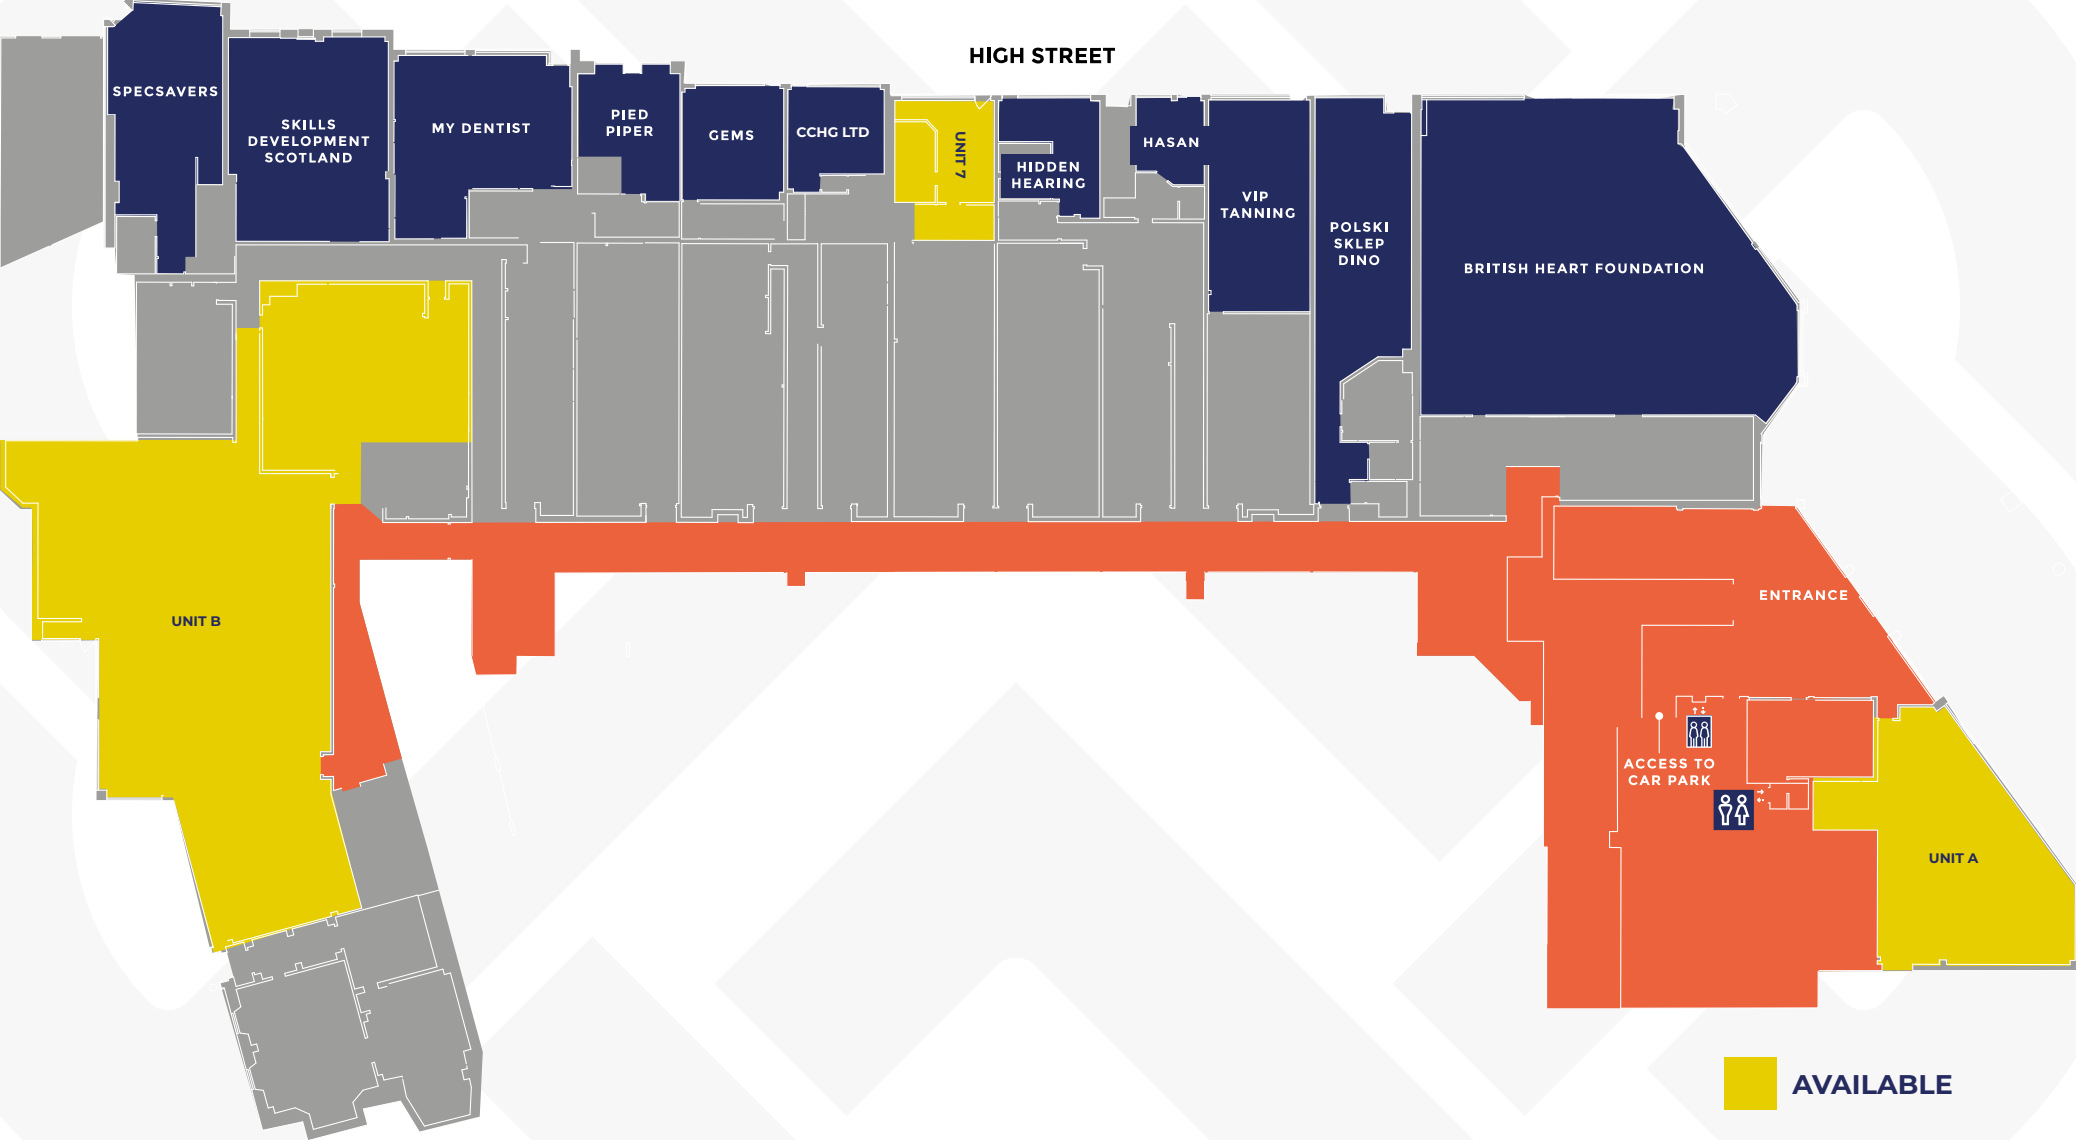 HIGH STREET
SPECSAVERS
SKILLS
DEVELOPMENT
SCOTLAND
MY DENTIST
PIED
PIPER
GEMS
CCHG LTD
UNIT 7
HIDDEN
HEARING
HASAN
VIP
TANNING
POLSKI
SKLEP
DINO
BRITISH HEART FOUNDATION
UNIT B
ENTRANCE
ACCESS TO
CAR PARK
UNIT A
AVAILABLE